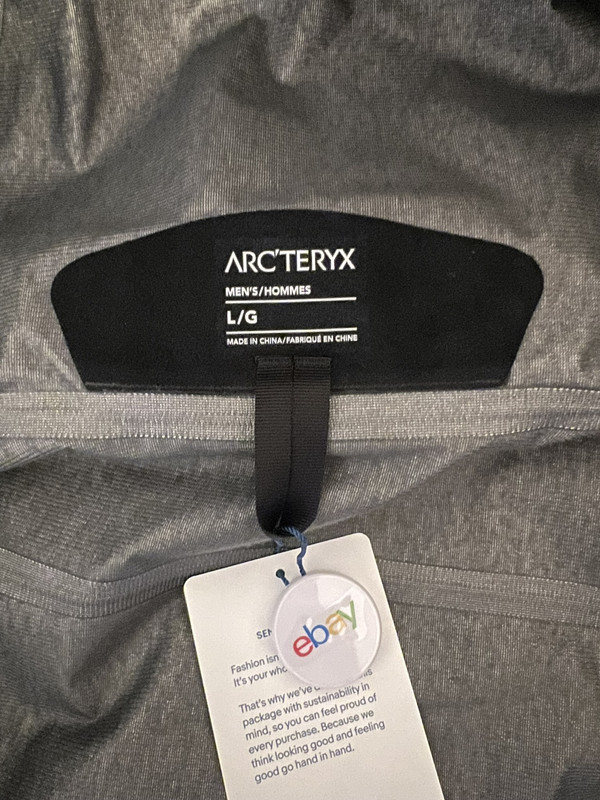 ARC'TERYX
MEN'S/HOMMES
L/G
MADE IN CHINA/FABRIQUÉ EN CHINE
ebay
Fashion
It's your
That's why we've
package with sustainability in
mind, so you can feel proud of
every purchase. Because we
think looking good and feeling
good go hand in hand.